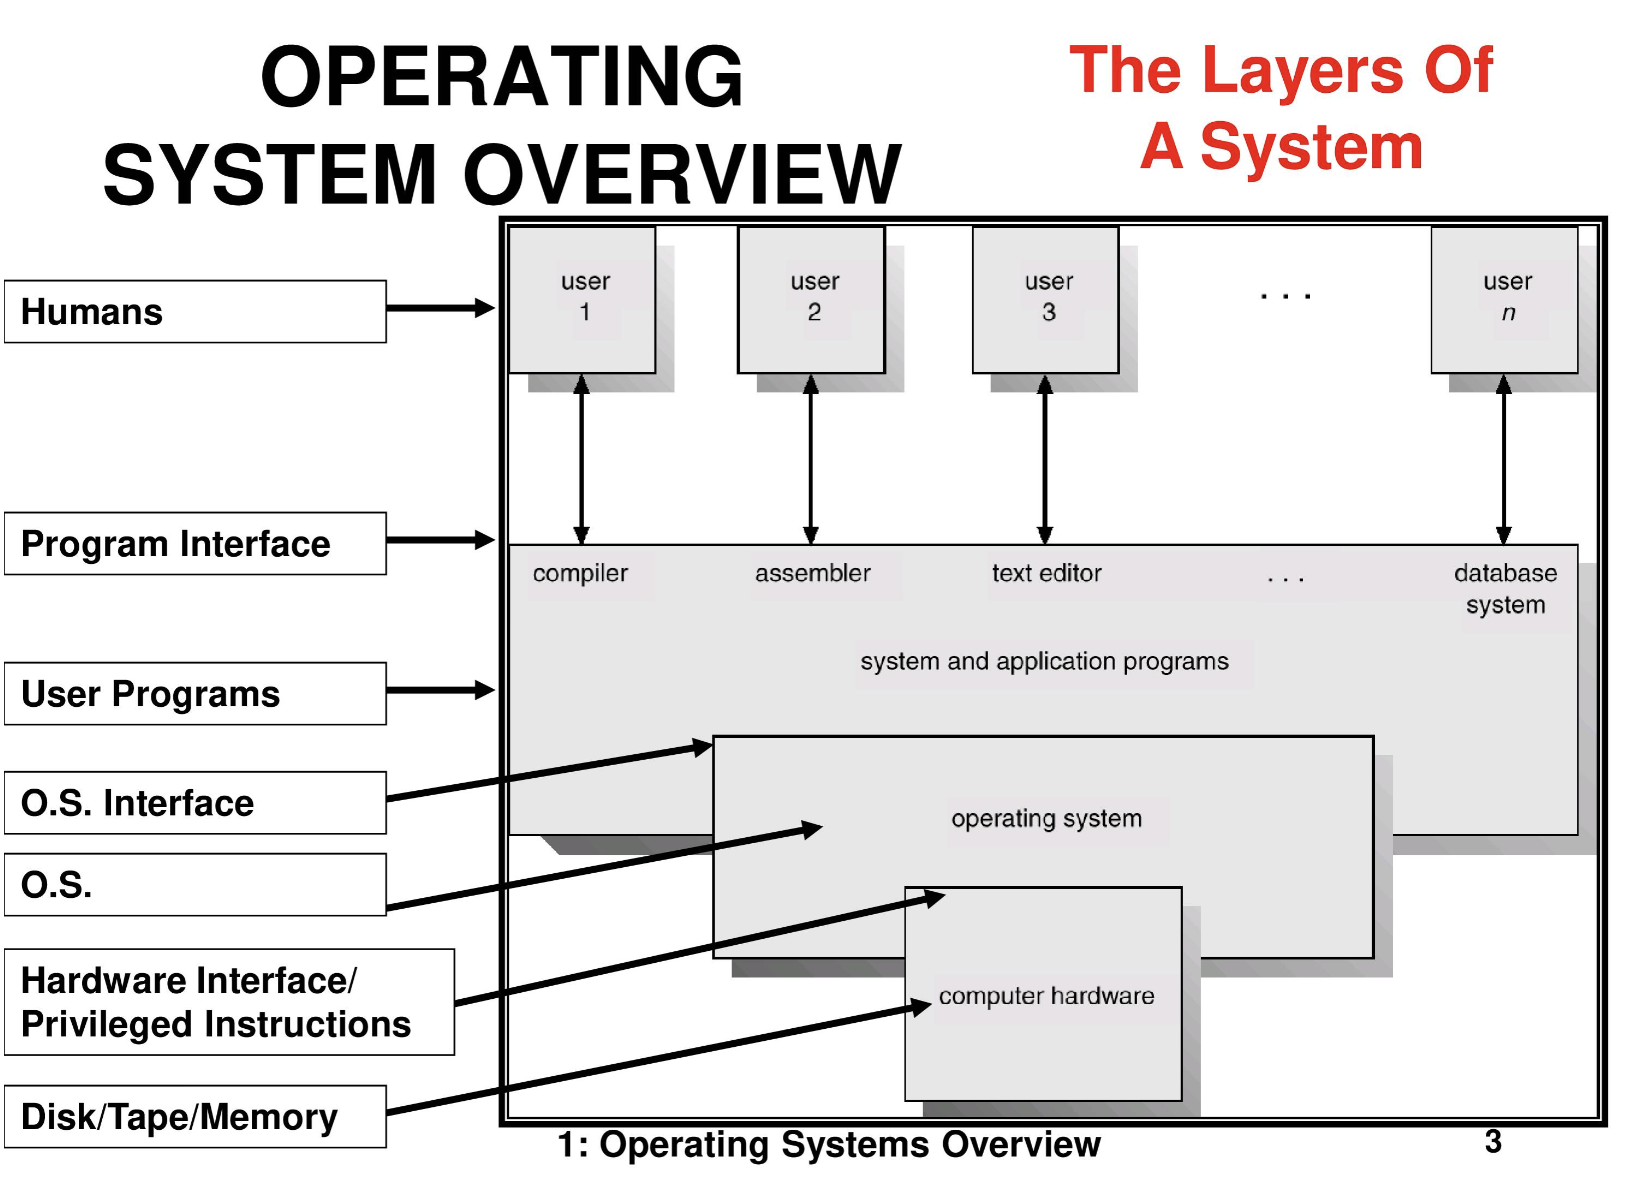 OPERATING
SYSTEM OVERVIEW
The Layers Of
A System
Humans
user
1
user
2
user
3
. . .
user
n
Program Interface
compiler
assembler
text editor
. . .
database
system
system and application programs
User Programs
O.S. Interface
operating system
O.S.
Hardware Interface/
Privileged Instructions
computer hardware
Disk/Tape/Memory
1: Operating Systems Overview
3